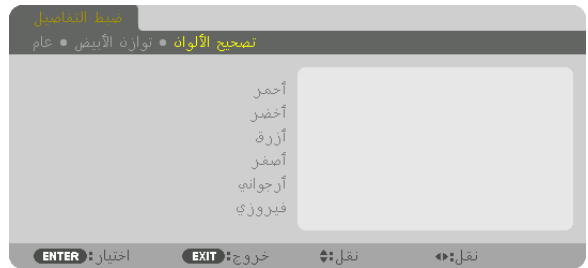 ضبط التفاصيل
عام • توازن الأبيض • تصحيح الألوان
أحمر
أخضر
أزرق
أصفر
أرجواني
فيروزي
ENTER :اختيار EXIT :خروج نقل: نقل: